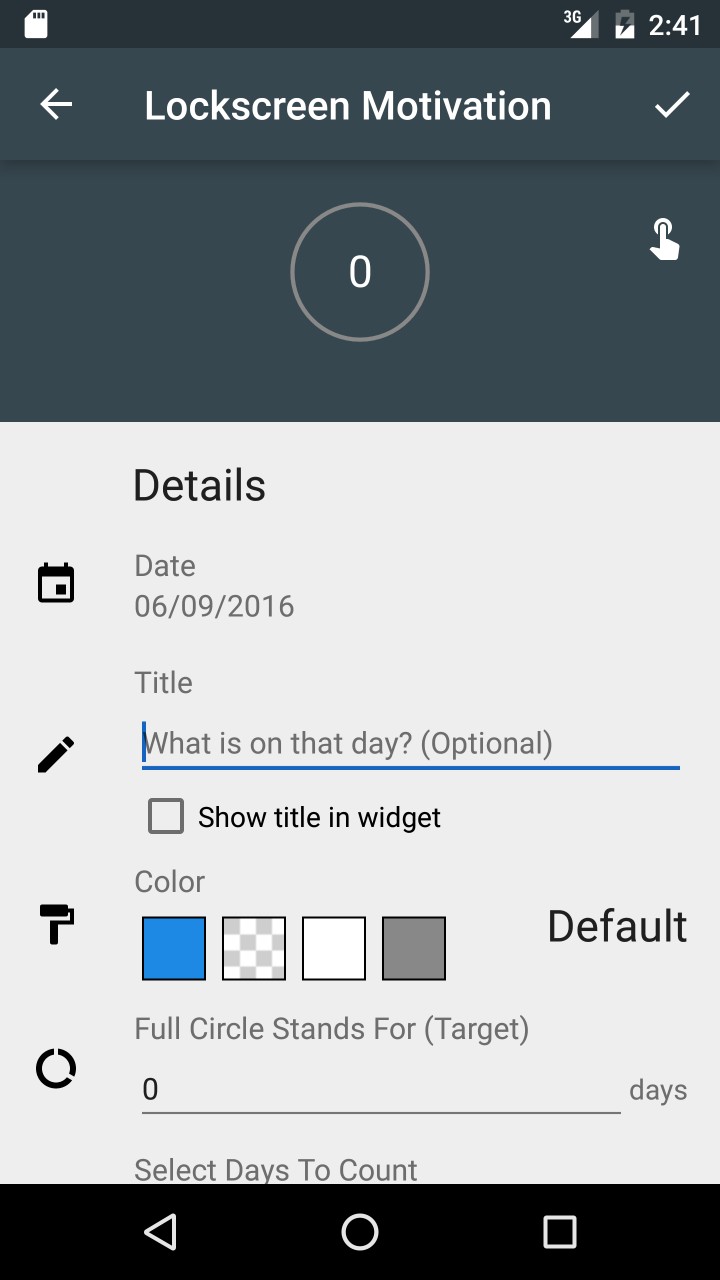 3G 2:41
Lockscreen Motivation
0
Details
Date
06/09/2016
Title
What is on that day? (Optional)
Show title in widget
Color
Default
Full Circle Stands For (Target)
0 days
Select Days To Count